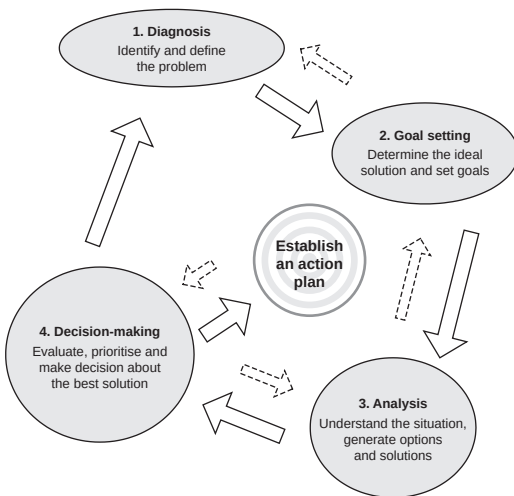 1. Diagnosis
Identify and define
the problem
2. Goal setting
Determine the ideal
solution and set goals
Establish
an action
plan
4. Decision-making
Evaluate, prioritise and
make decision about
the best solution
3. Analysis
Understand the situation,
generate options
and solutions